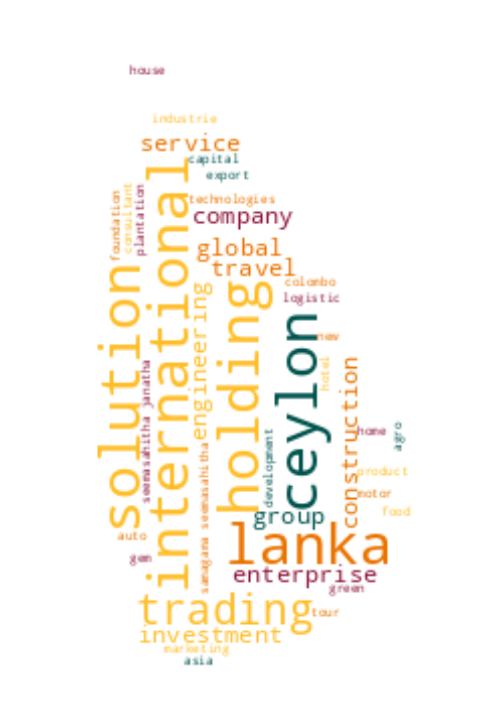 house
industrie
service
capital
export
technologies
foundation
consultant
plantation
company
international
global
travel
solution
colombo
logistic
engineering
holding
ceylon
new
hotel
construction
seemasahitha janatha
samagama seemasahitha
development
home
agro
product
motor
food
group
lanka
auto
gem
enterprise
green
trading
tour
investment
marketing
asia